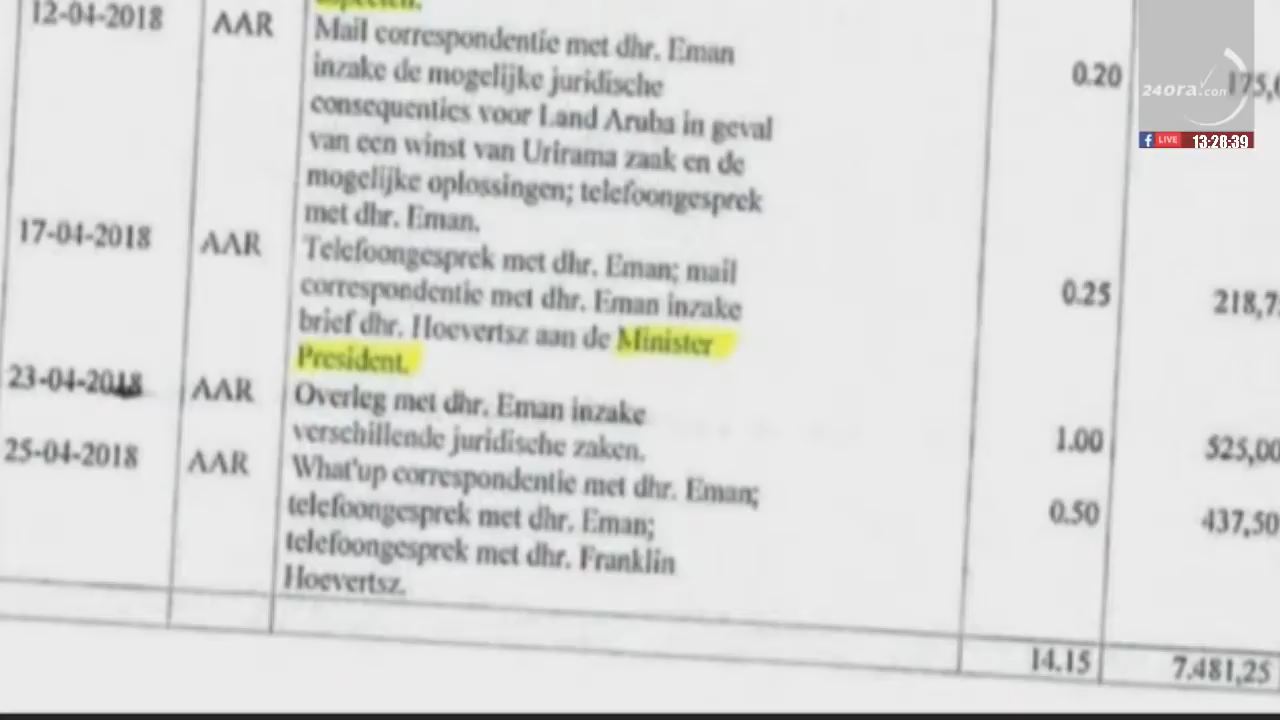 12-04-2018 AAR
Mail correspondentie met dhr. Eman
inzake de mogelijke juridische 0.20 175,0
consequenties voor Land Aruba in geval
van een winst van Urirama zaak en de
mogelijke oplossingen; telefoongesprek
met dhr. Eman.
17-04-2018 AAR Telefoongesprek met dhr. Eman; mail
correspondentie met dhr. Eman inzake 0.25 218,7
brief dhr. Hoevertsz aan de Minister
President.
23-04-2018 AAR Overleg met dhr. Eman inzake 1.00 525,00
verschillende juridische zaken.
25-04-2018 AAR What'up correspondentie met dhr. Eman; 0.50 437,50
telefoongesprek met dhr. Eman;
telefoongesprek met dhr. Franklin
Hoevertsz.
14.15 7.481,25
24ora.com
f LIVE 13:28:39